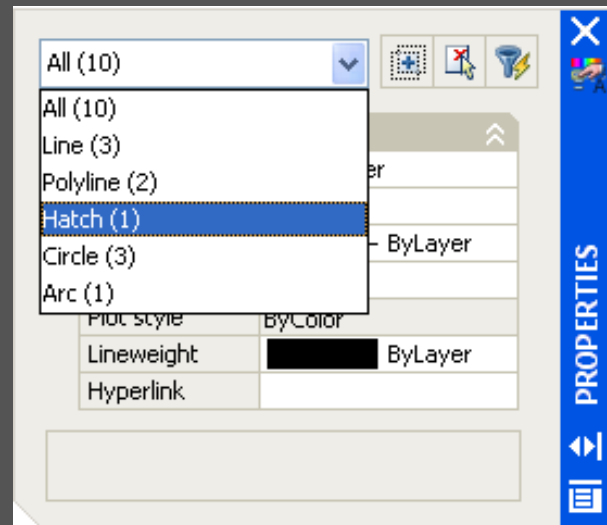 All (10)
All (10)
Line (3)
Polyline (2)
Hatch (1)
Circle (3)
Arc (1)
ByLayer
Plot style ByColor
Lineweight ByLayer
Hyperlink
PROPERTIES